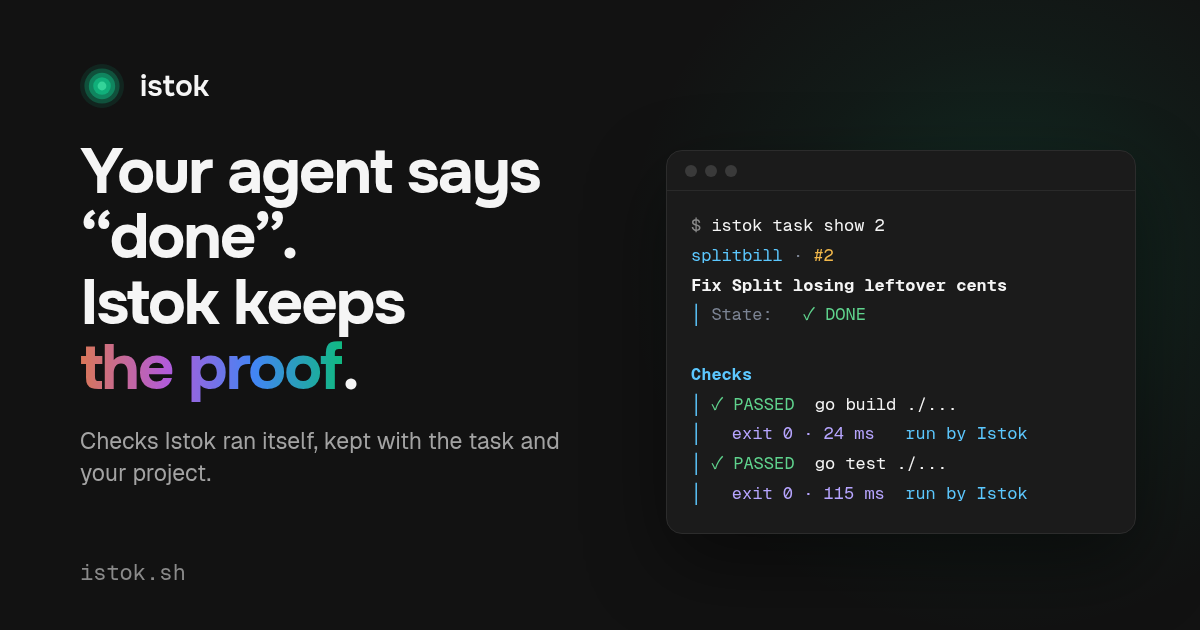 istok
Your agent says
“done”.
Istok keeps
the proof.
Checks Istok ran itself, kept with the task and
your project.
istok.sh
$ istok task show 2
splitbill · #2
Fix Split losing leftover cents
│ State:   ✓ DONE
Checks
│ ✓ PASSED  go build ./...
│   exit 0 · 24 ms   run by Istok
│ ✓ PASSED  go test ./...
│   exit 0 · 115 ms  run by Istok